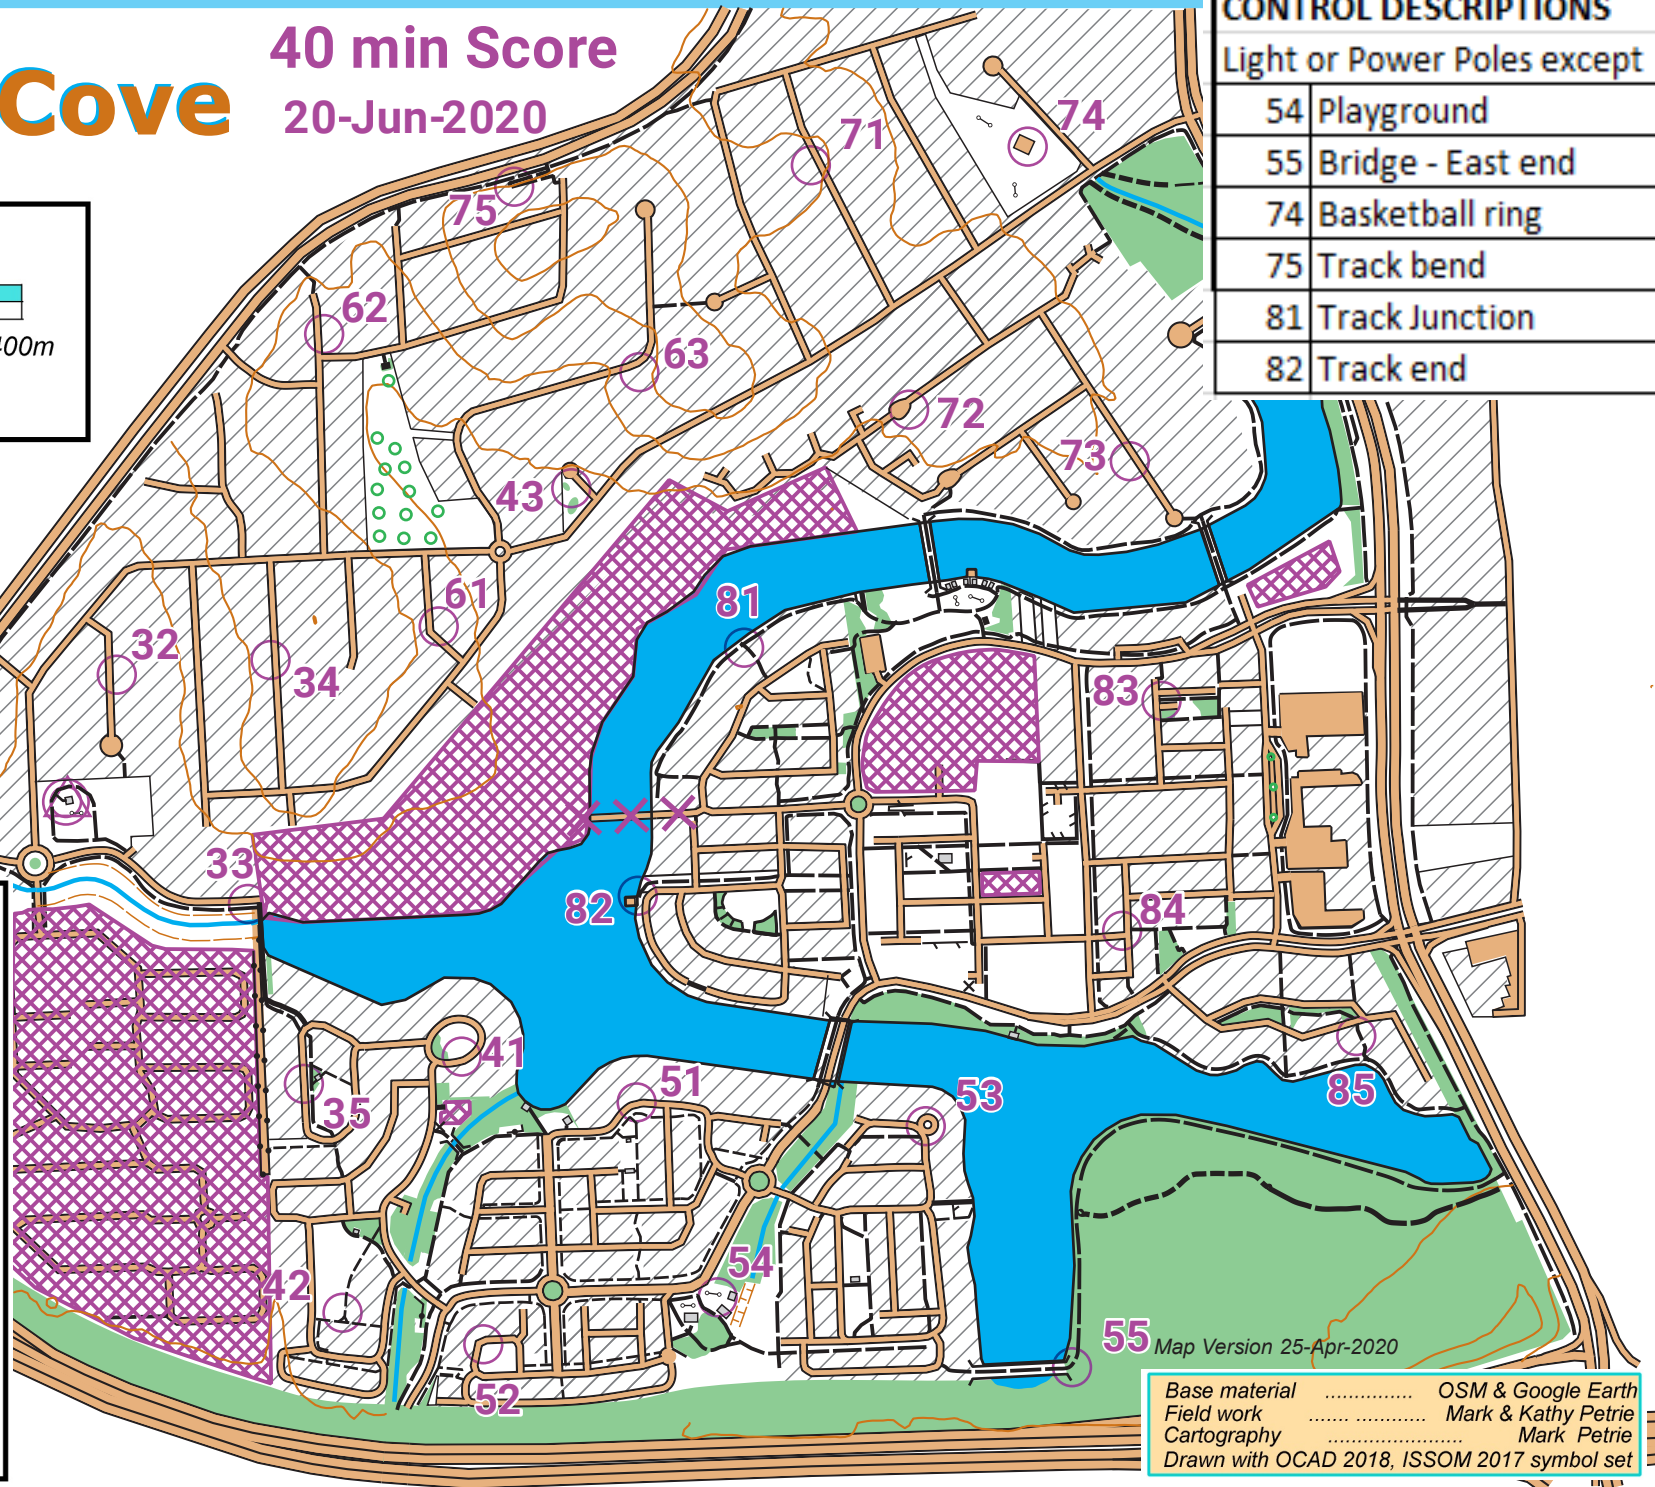 40 min Score
Cove
20-Jun-2020
400m
CONTROL DESCRIPTIONS
Light or Power Poles except
54 Playground
55 Bridge - East end
74 Basketball ring
75 Track bend
81 Track Junction
82 Track end
74
71
75
62
63
72
73
43
61
81
32
34
83
33
82
84
41
51
53
85
35
54
42
55
52
Map Version 25-Apr-2020
Base material ............... OSM & Google Earth
Field work ....... ............ Mark & Kathy Petrie
Cartography ....................... Mark Petrie
Drawn with OCAD 2018, ISSOM 2017 symbol set